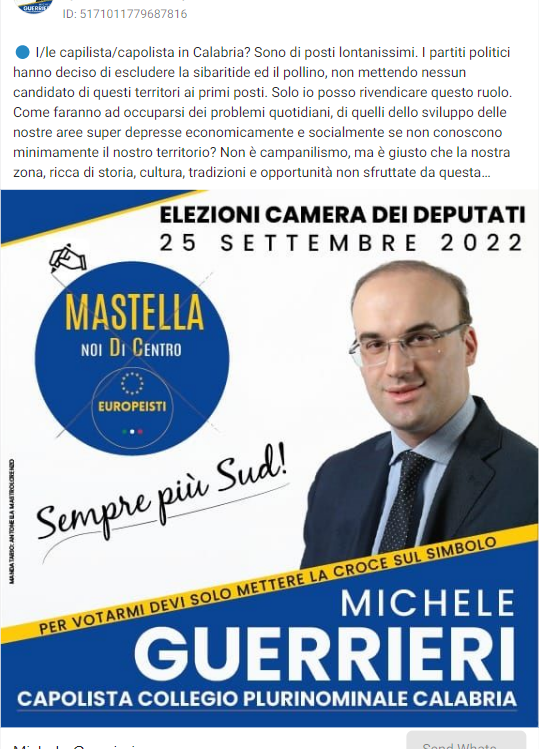 GUERRIERI
ID: 5171011779687816
I/le capilista/capolista in Calabria? Sono di posti lontanissimi. I partiti politici
hanno deciso di escludere la sibaritide ed il pollino, non mettendo nessun
candidato di questi territori ai primi posti. Solo io posso rivendicare questo ruolo.
Come faranno ad occuparsi dei problemi quotidiani, di quelli dello sviluppo delle
nostre aree super depresse economicamente e socialmente se non conoscono
minimamente il nostro territorio? Non è campanilismo, ma è giusto che la nostra
zona, ricca di storia, cultura, tradizioni e opportunità non sfruttate da questa...
ELEZIONI CAMERA DEI DEPUTATI
25 SETTEMBRE 2022
MASTELLA
NOI DI CENTRO
EUROPEISTI
Sempre più Sud!
MANDATARIO: ANTONELLA MASTROLORENZO
PER VOTARMI DEVI SOLO METTERE LA CROCE SUL SIMBOLO
MICHELE
GUERRIERI
CAPOLISTA COLLEGIO PLURINOMINALE CALABRIA